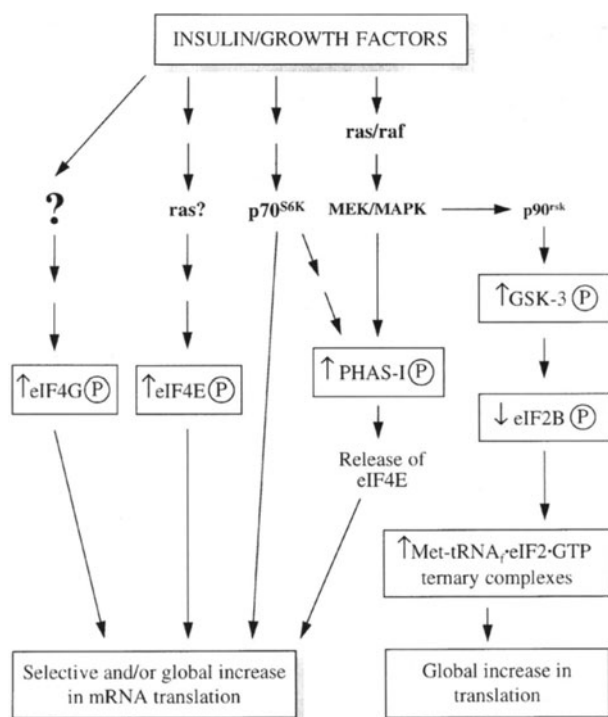 INSULIN/GROWTH FACTORS
ras/raf
?
ras?
p70S6K
MEK/MAPK
p90rsk
↑GSK-3 Ⓟ
↑eIF4G Ⓟ
↑eIF4E Ⓟ
↑ PHAS-I Ⓟ
↓ eIF2B Ⓟ
Release of
eIF4E
↑Met-tRNAf·eIF2·GTP
ternary complexes
Selective and/or global increase
in mRNA translation
Global increase in
translation